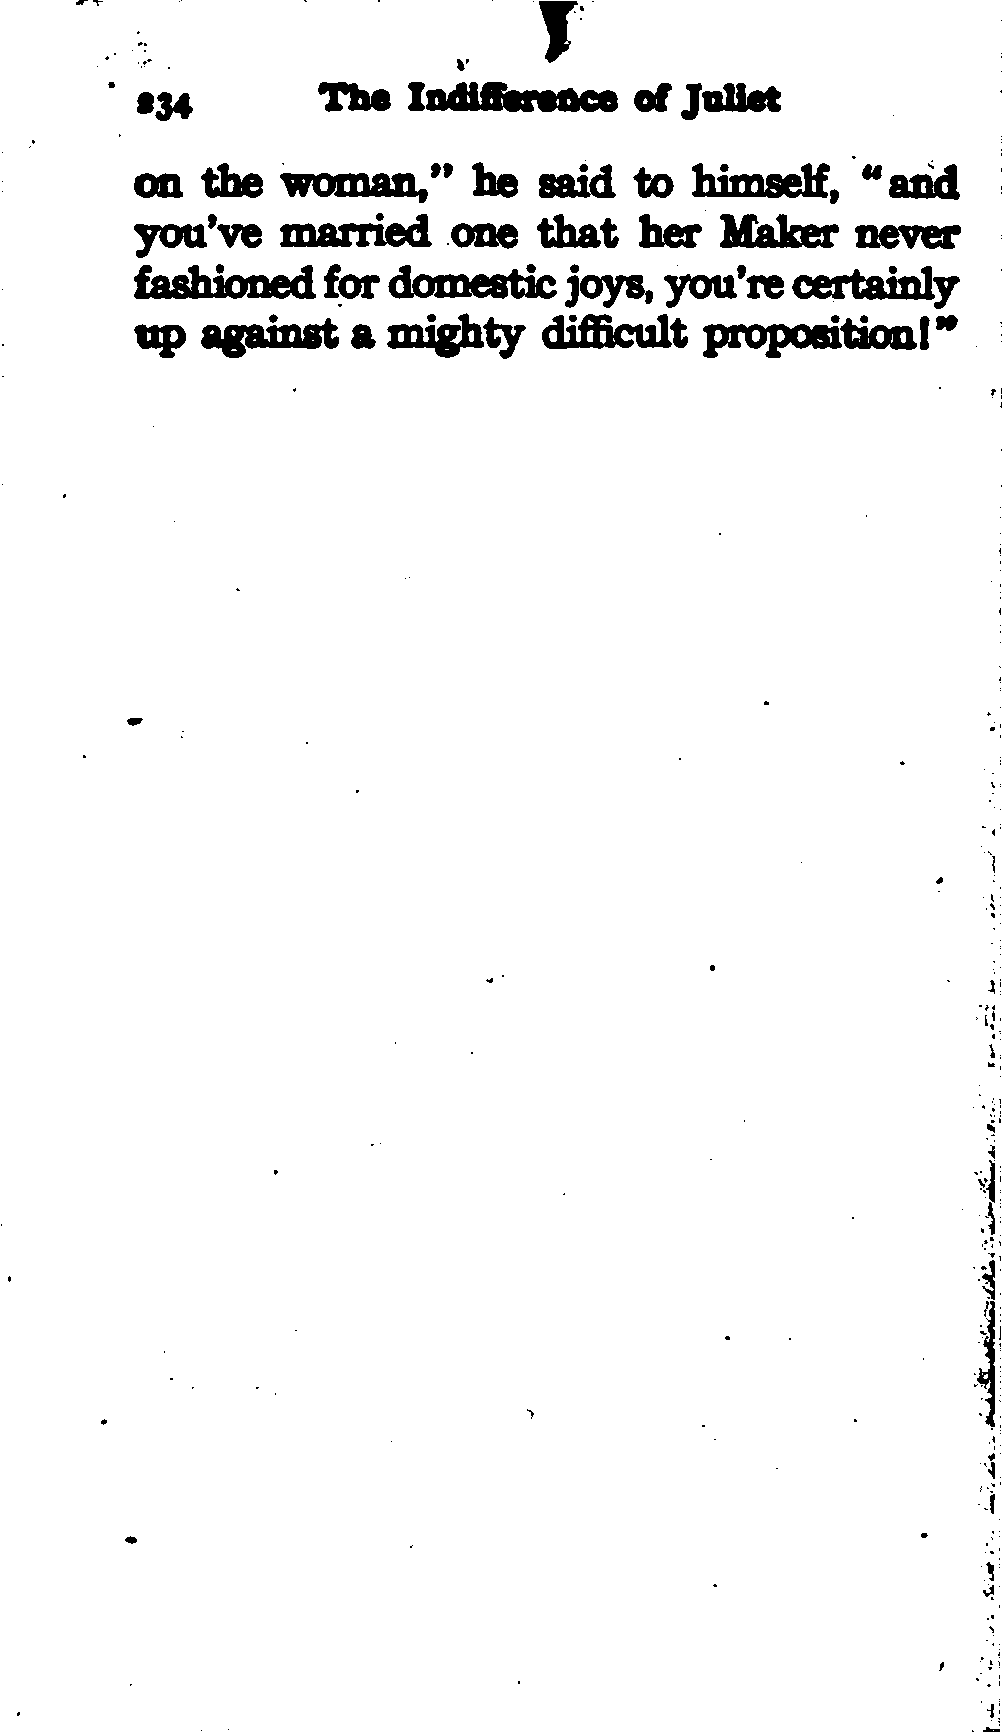 234 The Indifference of Juliet
on the woman," he said to himself, "and
you've married one that her Maker never
fashioned for domestic joys, you're certainly
up against a mighty difficult proposition!"